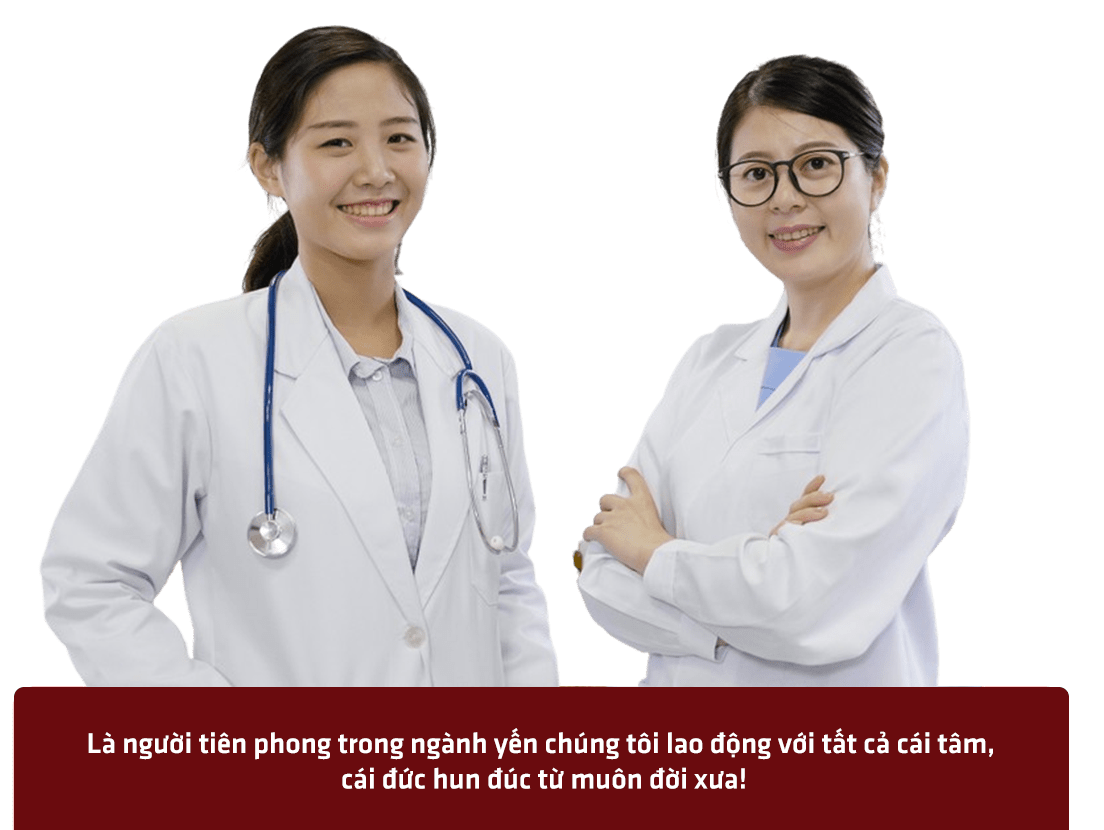 Là người tiên phong trong ngành yến chúng tôi lao động với tất cả cái tâm,
cái đức hun đúc từ muôn đời xưa!